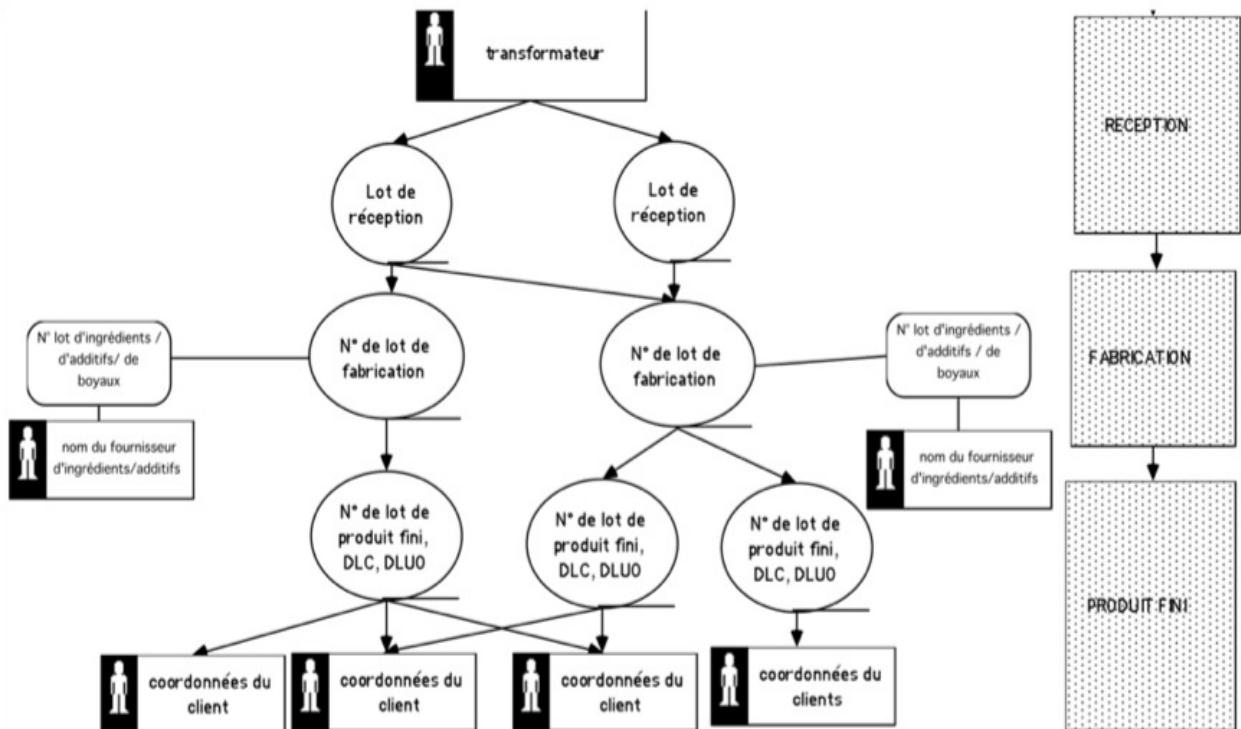 transformateur
RECEPTION
Lot de
réception
Lot de
réception
N° lot d'ingrédients /
d'additifs/ de
boyaux
N° de lot de
fabrication
N° de lot de
fabrication
N° lot d'ingrédients /
d'additifs / de
boyaux
FABRICATION
nom du fournisseur
d'ingrédients/additifs
nom du fournisseur
d'ingrédients/additifs
N° de lot de
produit fini,
DLC, DLUO
N° de lot de
produit fini,
DLC, DLUO
N° de lot de
produit fini,
DLC, DLUO
PRODUIT FINI
coordonnées du
client
coordonnées du
client
coordonnées du
client
coordonnées du
clients